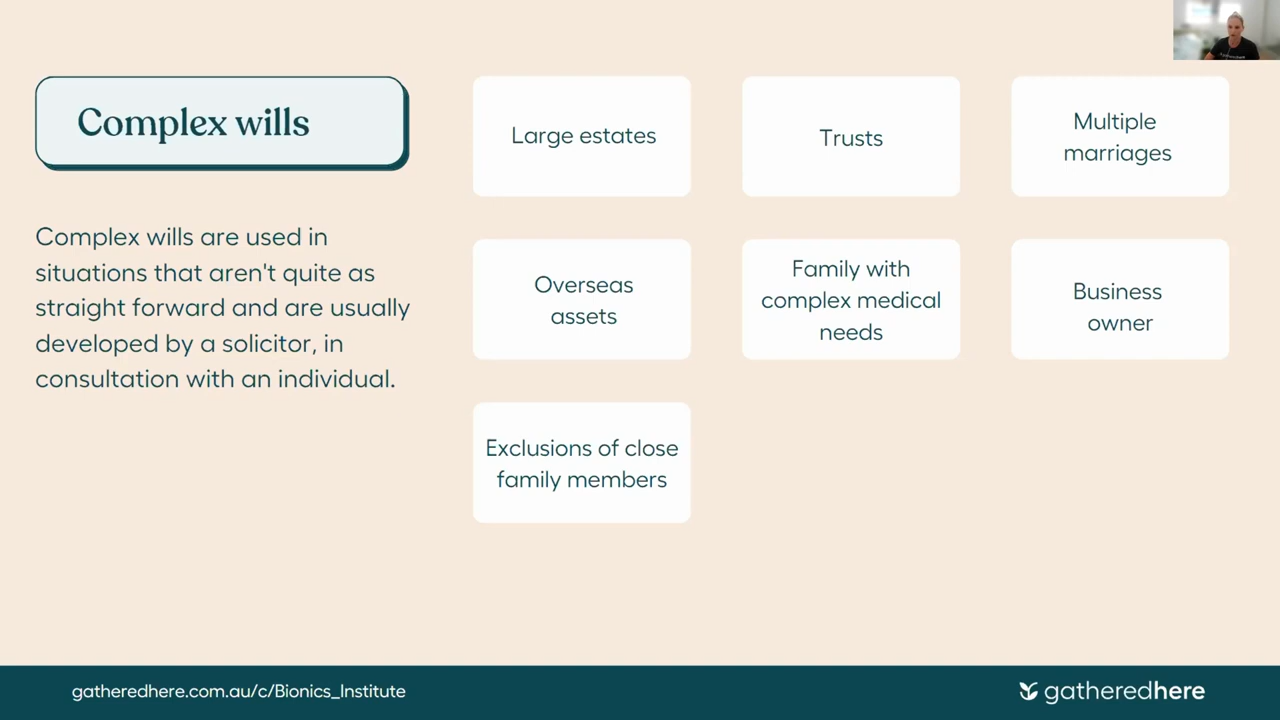 Complex wills
Complex wills are used in
situations that aren't quite as
straight forward and are usually
developed by a solicitor, in
consultation with an individual.
Large estates
Trusts
Multiple
marriages
Overseas
assets
Family with
complex medical
needs
Business
owner
Exclusions of close
family members
gatheredhere.com.au/c/Bionics_Institute
gatheredhere